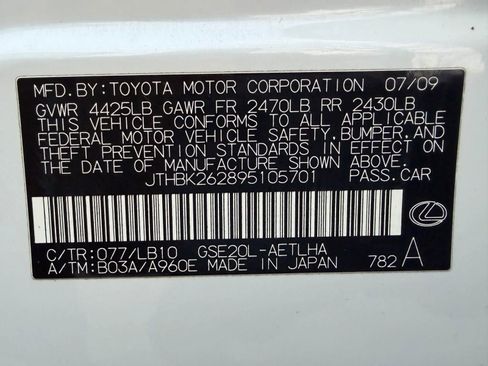 MFD.BY:TOYOTA MOTOR CORPORATION 07/09
GVWR 4425LB GAWR FR 2470LB RR 2430LB
THIS VEHICLE CONFORMS TO ALL APPLICABLE
FEDERAL MOTOR VEHICLE SAFETY,BUMPER,AND
THEFT PREVENTION STANDARDS IN EFFECT ON
THE DATE OF MANUFACTURE SHOWN ABOVE.
JTHBK262895105701 PASS.CAR
C/TR:077/LB10 GSE20L-AETLHA
A/TM:B03A/A960E MADE IN JAPAN 782 A